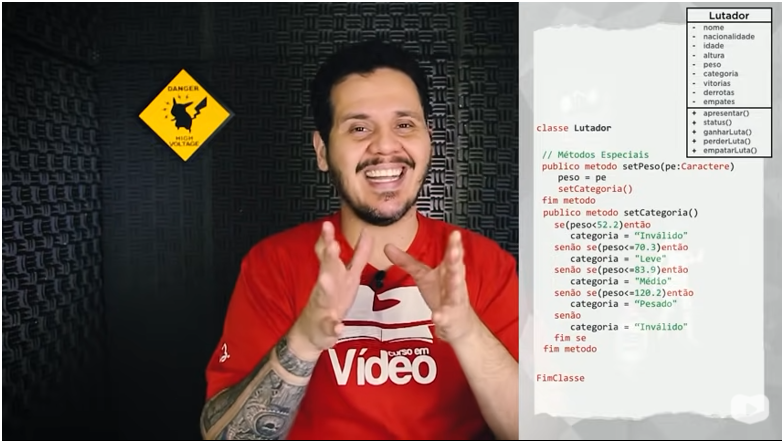 DANGER
HIGH
VOLTAGE
curso em
Vídeo
Lutador
- nome
- nacionalidade
- idade
- altura
- peso
- categoria
- vitorias
- derrotas
- empates
+ apresentar()
+ status()
+ ganharLuta()
+ perderLuta()
+ empatarLuta()
classe Lutador
// Métodos Especiais
publico metodo setPeso(pe:Caractere)
peso = pe
setCategoria()
fim metodo
publico metodo setCategoria()
se(peso<52.2)então
categoria = “Inválido”
senão se(peso<=70.3)então
categoria = "Leve”
senão se(peso<=83.9)então
categoria = "Médio”
senão se(peso<=120.2)então
categoria = “Pesado”
senão
categoria = “Inválido”
fim se
fim metodo
FimClasse